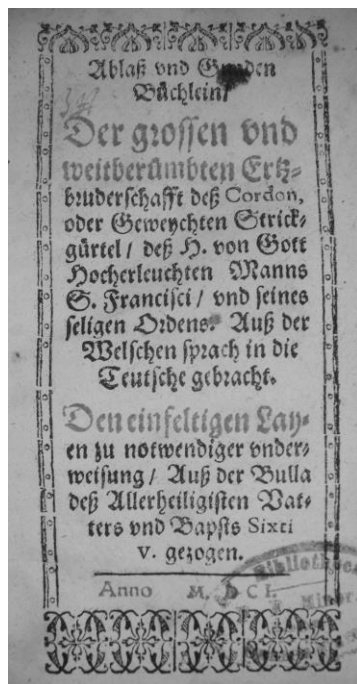 Ablaß vnd Gnaden
Büchlein/
Der grossen vnd
weitberümbten Ertz-
bruderschafft deß Cordon,
oder Geweychten Strick-
gürtel / deß H. von Gott
Hocherleuchten Manns
S. Francisci / vnd seines
seligen Ordens. Auß der
Welschen sprach in die
Teutsche gebracht.
Den einfeltigen Lay-
en zu notwendiger vnder-
weisung / Auß der Bulla
deß Allerheiligisten Vat-
ters vnd Bapsts Sixti
V. gezogen.
Anno M. DCI.
Bibliothec